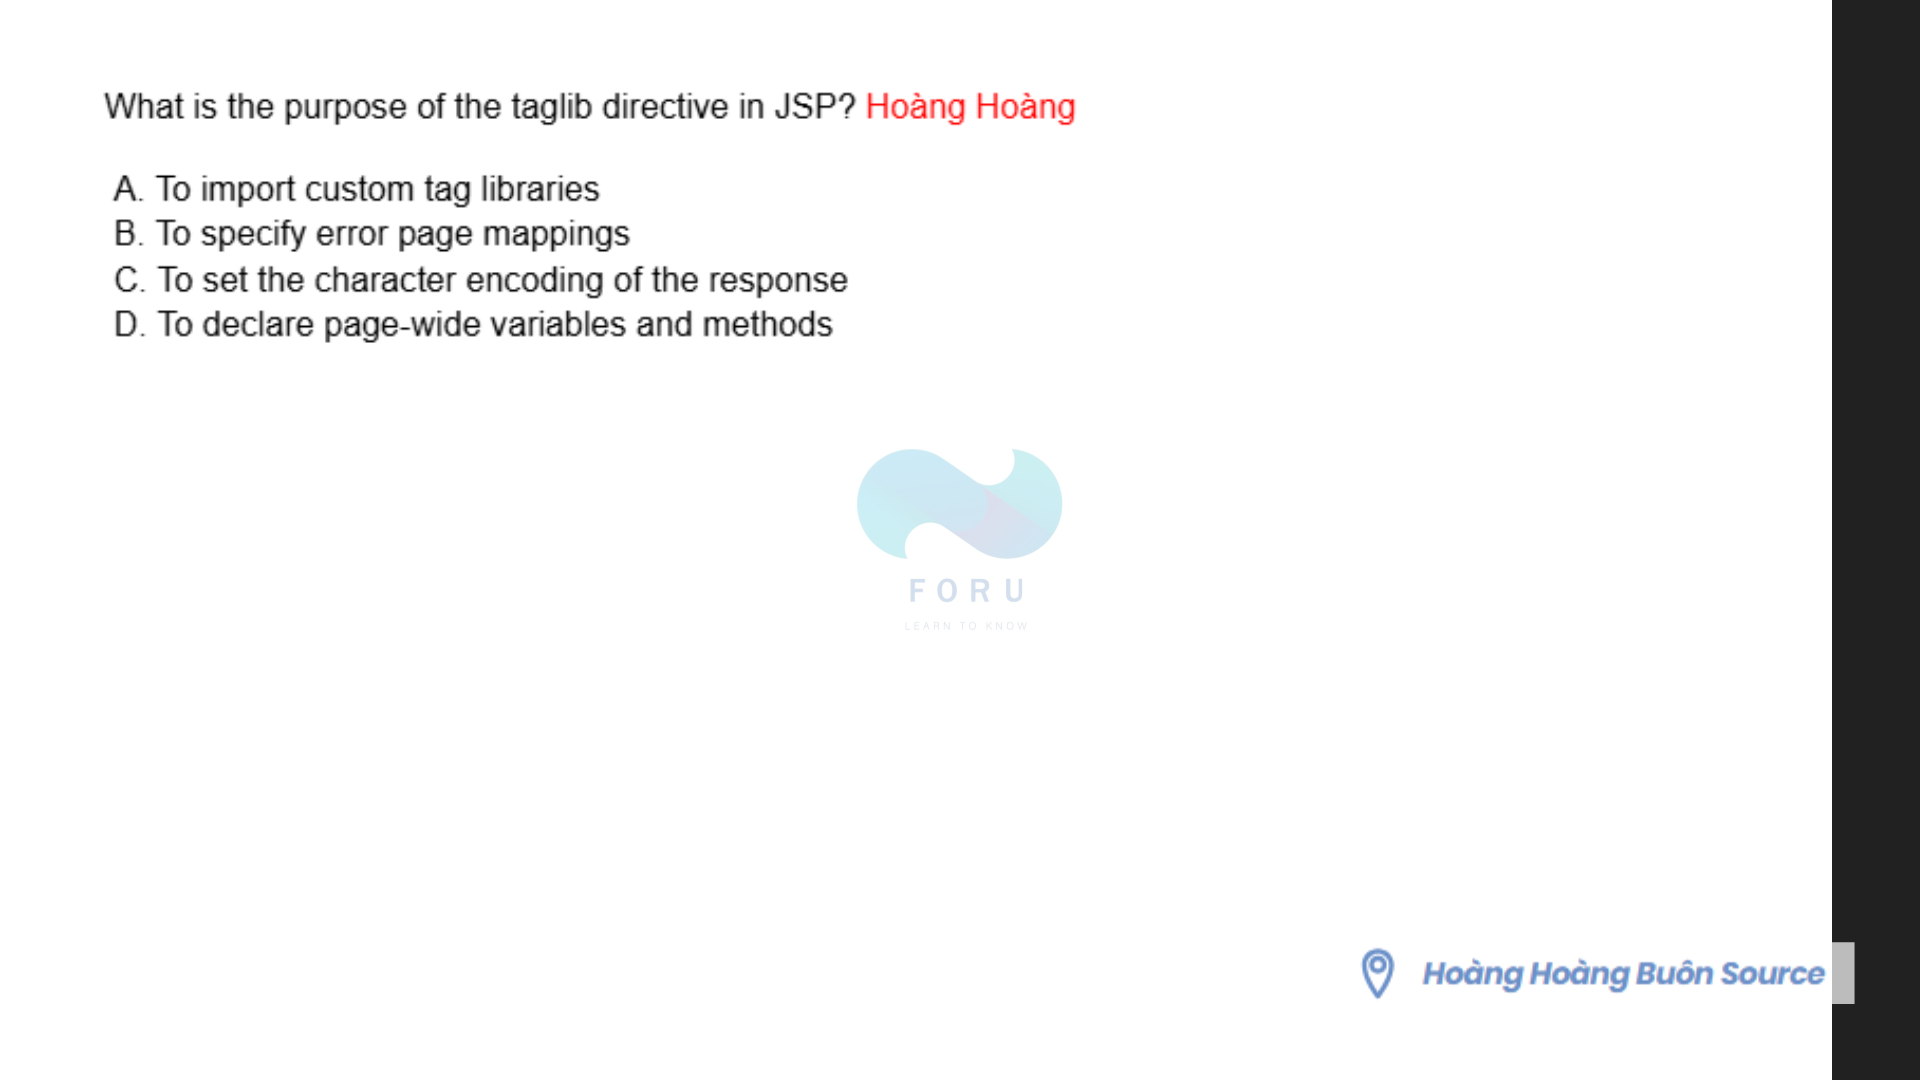 What is the purpose of the taglib directive in JSP? Hoàng Hoàng
A. To import custom tag libraries
B. To specify error page mappings
C. To set the character encoding of the response
D. To declare page-wide variables and methods
FORU
LEARN TO KNOW
Hoàng Hoàng Buôn Source